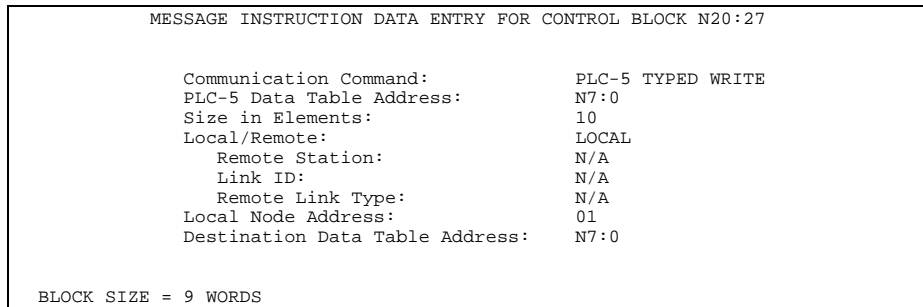 MESSAGE INSTRUCTION DATA ENTRY FOR CONTROL BLOCK N20:27
Communication Command: PLC-5 TYPED WRITE
PLC-5 Data Table Address: N7:0
Size in Elements: 10
Local/Remote: LOCAL
Remote Station: N/A
Link ID: N/A
Remote Link Type: N/A
Local Node Address: 01
Destination Data Table Address: N7:0
BLOCK SIZE = 9 WORDS